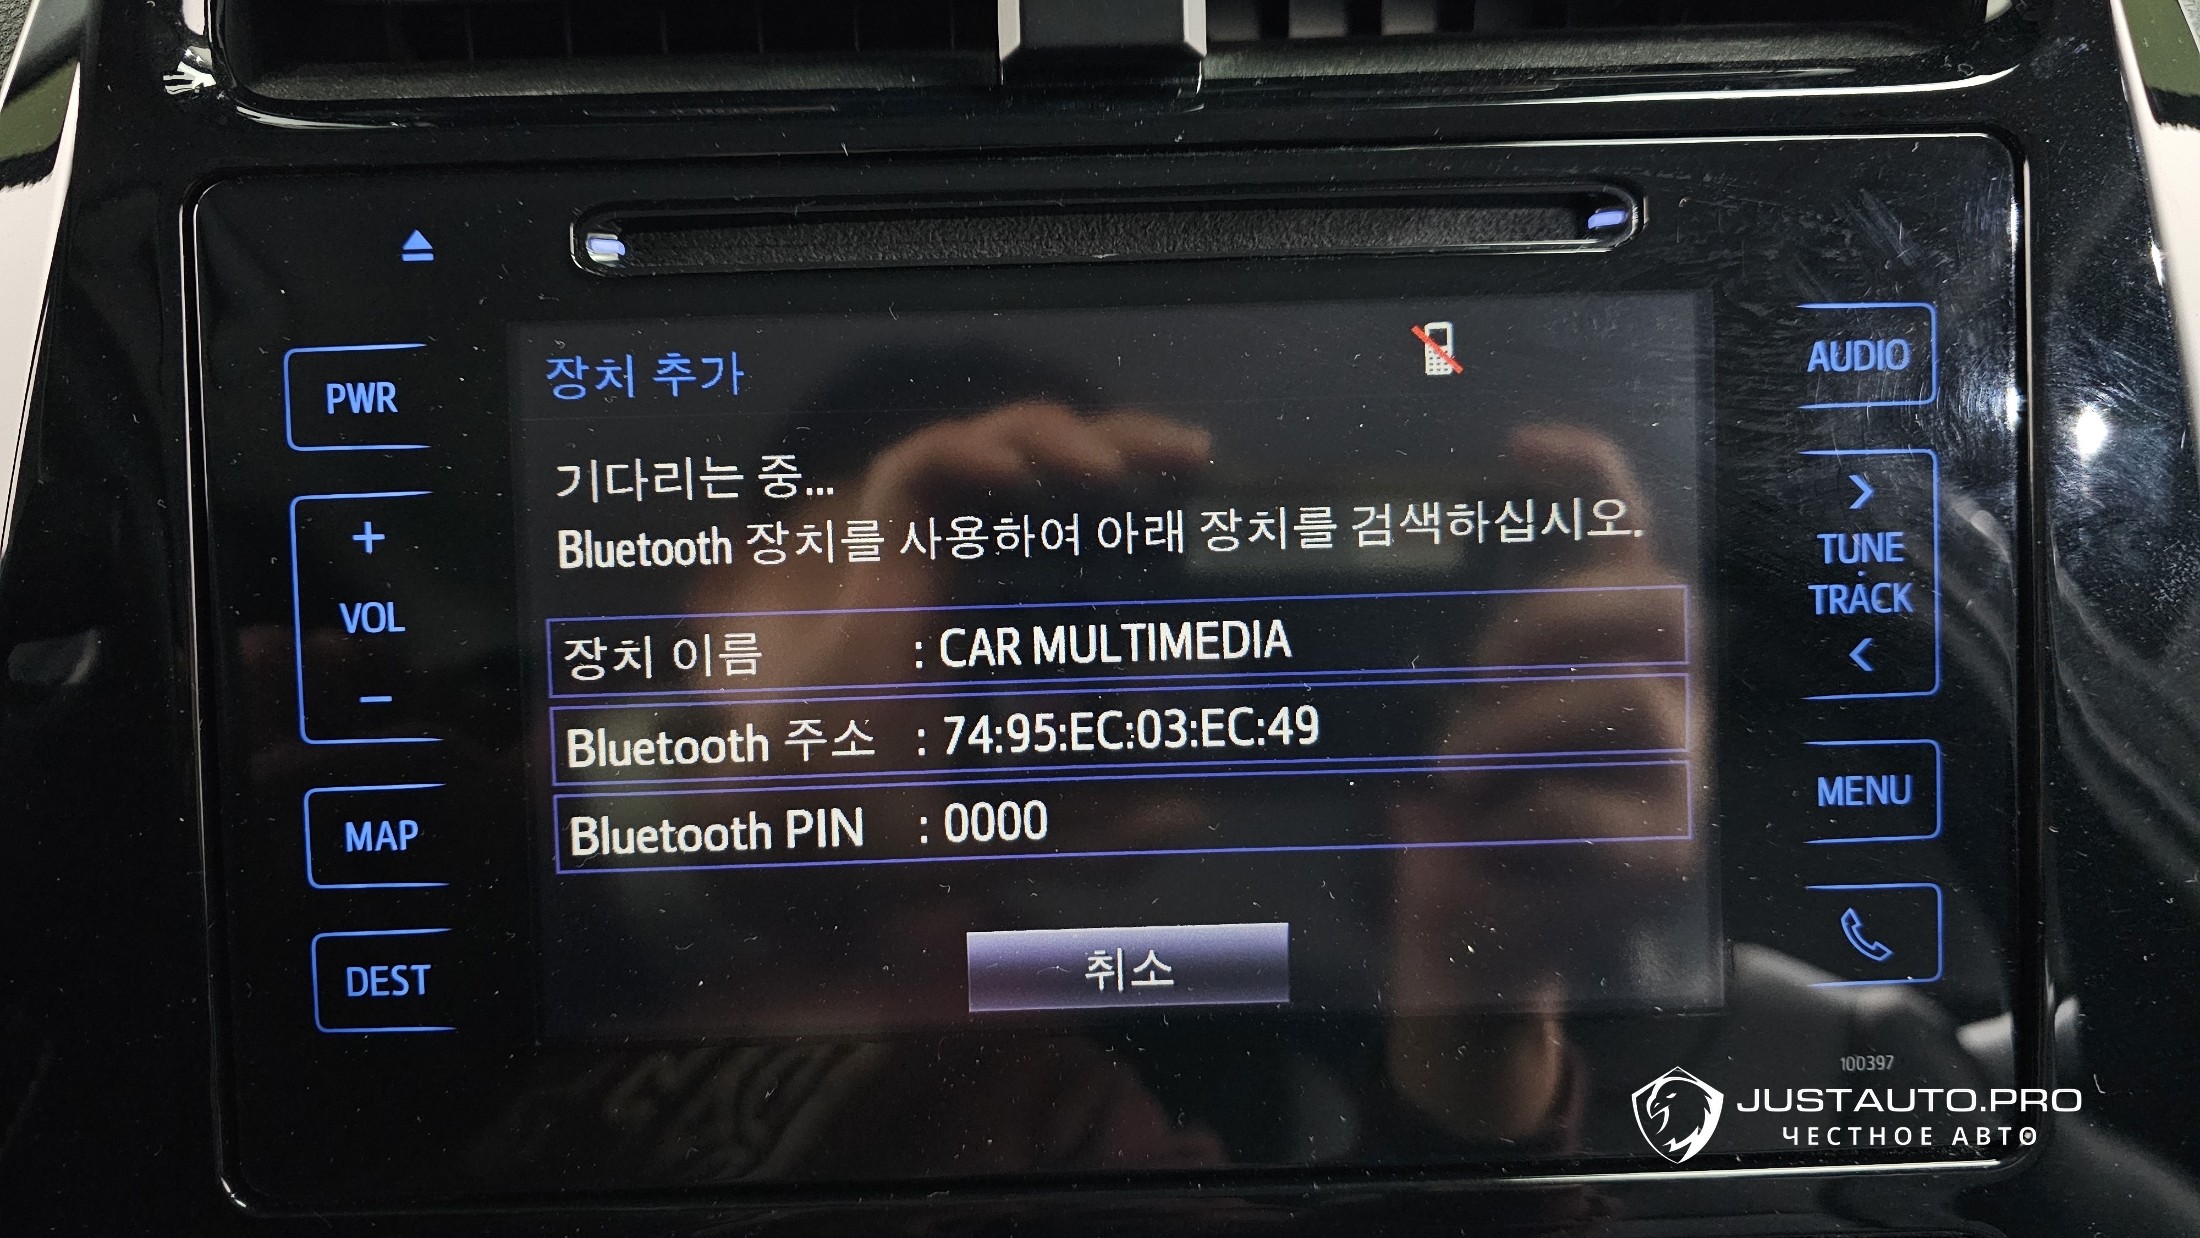 PWR
+
VOL
−
MAP
DEST
장치 추가
기다리는 중...
Bluetooth 장치를 사용하여 아래 장치를 검색하십시오.
장치 이름 : CAR MULTIMEDIA
Bluetooth 주소 : 74:95:EC:03:EC:49
Bluetooth PIN : 0000
취소
AUDIO
>
TUNE
·
TRACK
<
MENU
100397
JUSTAUTO.PRO
ЧЕСТНОЕ АВТО